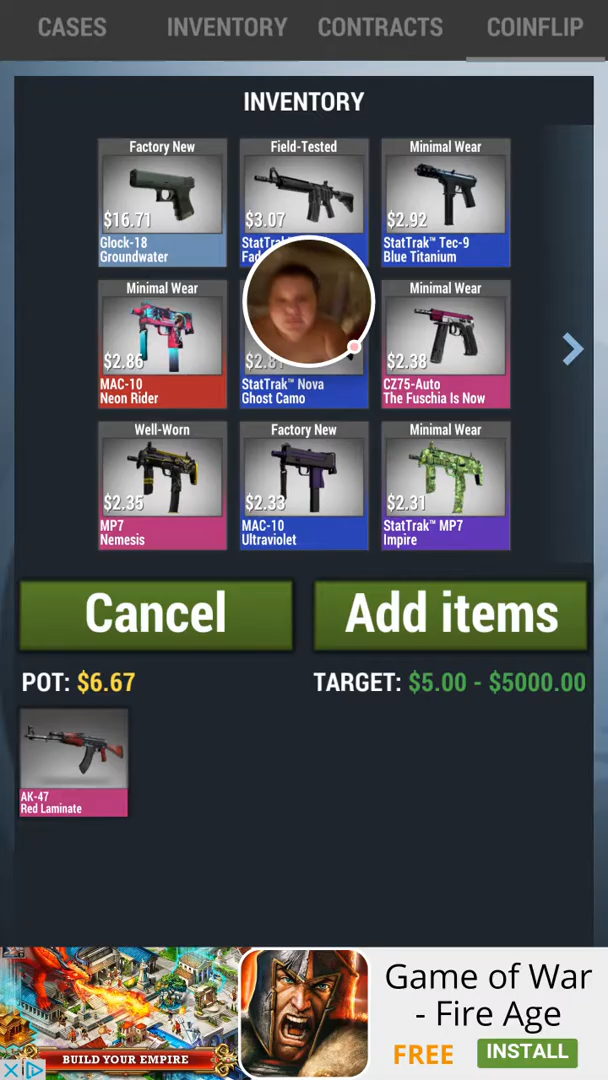 CASES INVENTORY CONTRACTS COINFLIP
INVENTORY
Factory New
$16.71
Glock-18
Groundwater
Field-Tested
$3.07
Minimal Wear
$2.92
StatTrak™ Tec-9
Blue Titanium
Minimal Wear
$2.86
MAC-10
Neon Rider
StatTrak™ Nova
Ghost Camo
Minimal Wear
$2.38
CZ75-Auto
The Fuschia Is Now
Well-Worn
$2.35
MP7
Nemesis
Factory New
$2.33
MAC-10
Ultraviolet
Minimal Wear
$2.31
StatTrak™ MP7
Impire
Cancel Add items
POT: $6.67 TARGET: $5.00 - $5000.00
AK-47
Red Laminate
BUILD YOUR EMPIRE
Game of War
- Fire Age
FREE INSTALL